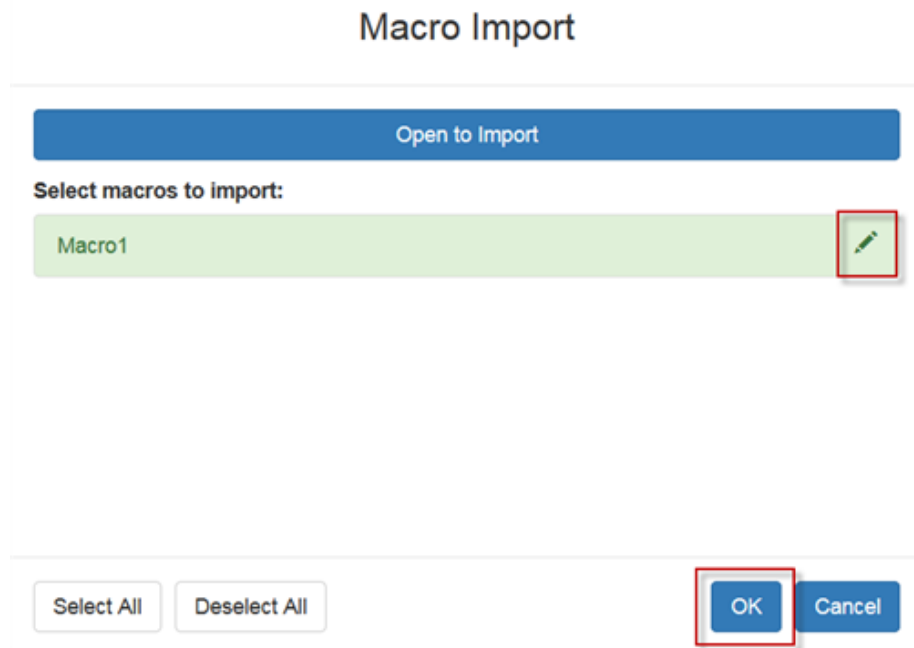 Macro Import
Open to Import
Select macros to import:
Macro1
Select All Deselect All OK Cancel